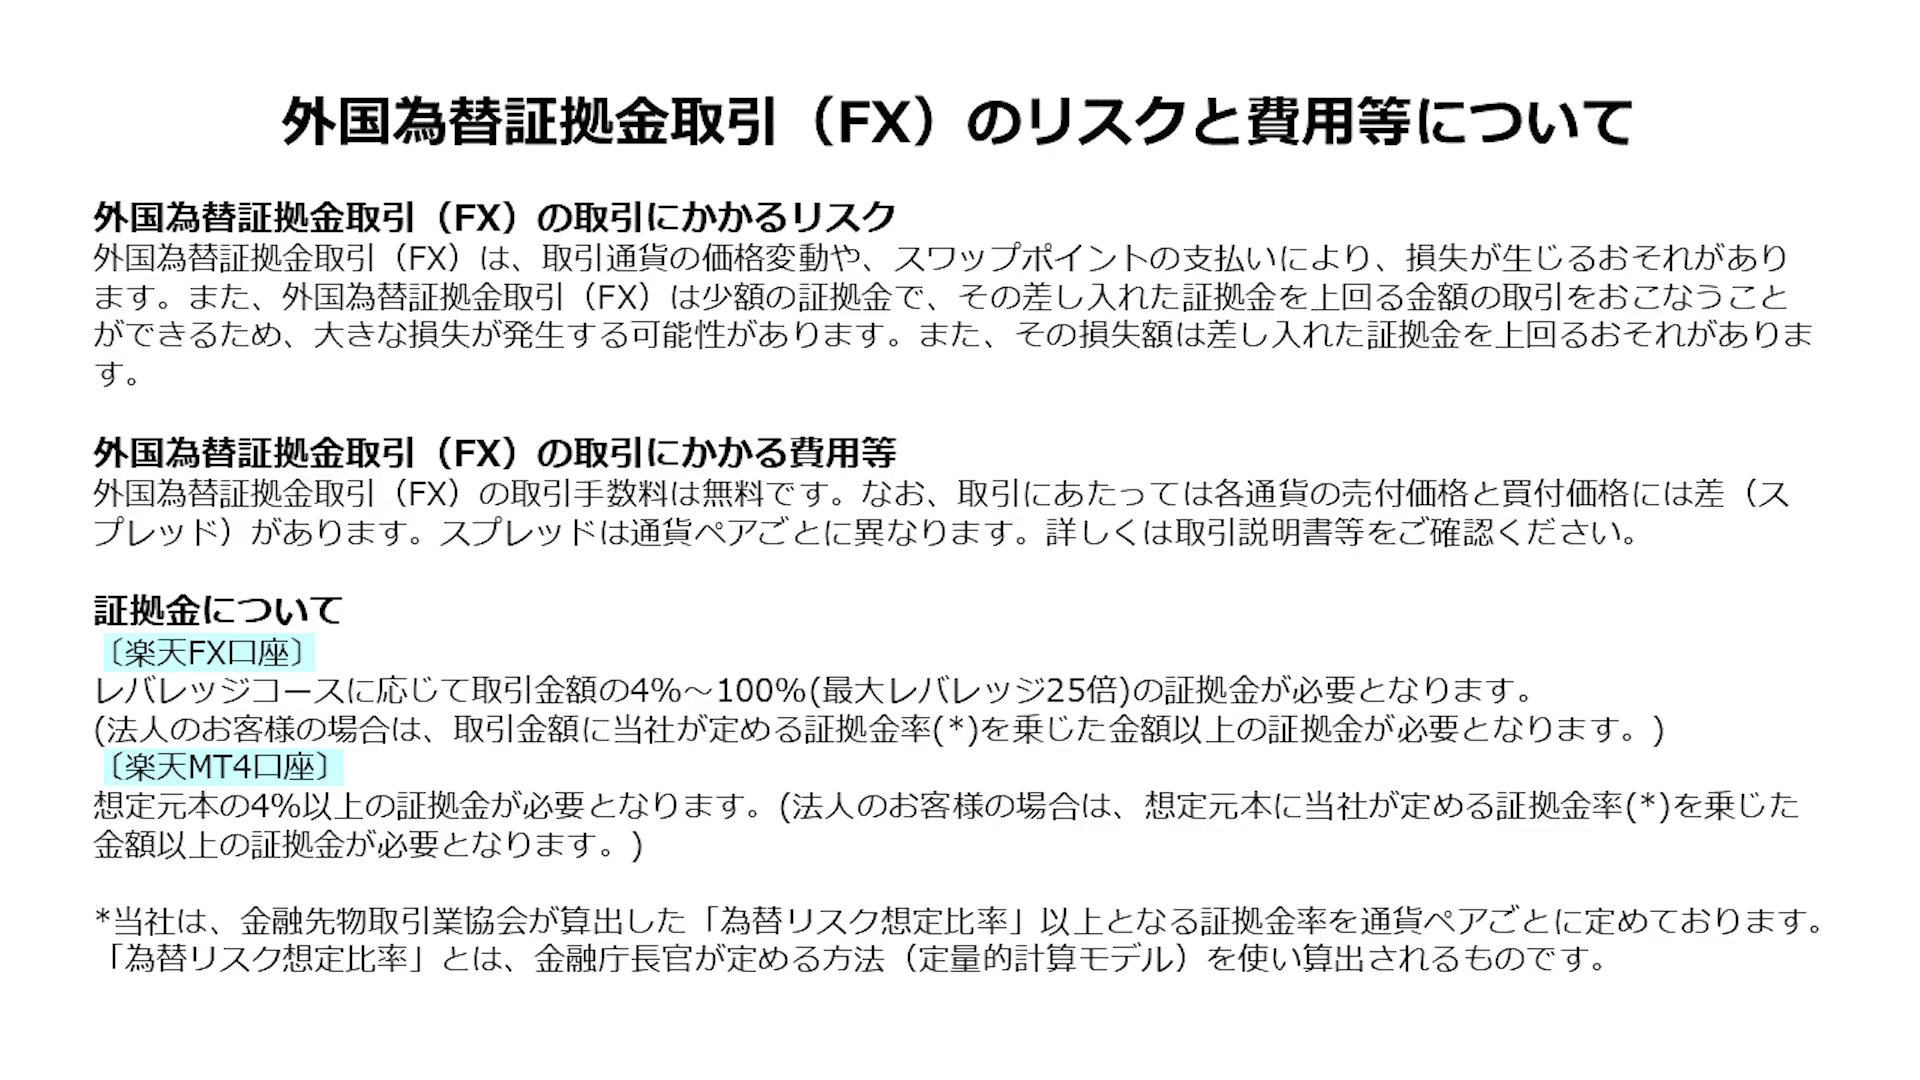 外国為替証拠金取引（FX）のリスクと費用等について
外国為替証拠金取引（FX）の取引にかかるリスク
外国為替証拠金取引（FX）は、取引通貨の価格変動や、スワップポイントの支払いにより、損失が生じるおそれがあり
ます。また、外国為替証拠金取引（FX）は少額の証拠金で、その差し入れた証拠金を上回る金額の取引をおこなうこと
ができるため、大きな損失が発生する可能性があります。また、その損失額は差し入れた証拠金を上回るおそれがありま
す。
外国為替証拠金取引（FX）の取引にかかる費用等
外国為替証拠金取引（FX）の取引手数料は無料です。なお、取引にあたっては各通貨の売付価格と買付価格には差（ス
プレッド）があります。スプレッドは通貨ペアごとに異なります。詳しくは取引説明書等をご確認ください。
証拠金について
〔楽天FX口座〕
レバレッジコースに応じて取引金額の4%～100%(最大レバレッジ25倍)の証拠金が必要となります。
(法人のお客様の場合は、取引金額に当社が定める証拠金率(*)を乗じた金額以上の証拠金が必要となります。)
〔楽天MT4口座〕
想定元本の4%以上の証拠金が必要となります。(法人のお客様の場合は、想定元本に当社が定める証拠金率(*)を乗じた
金額以上の証拠金が必要となります。)
*当社は、金融先物取引業協会が算出した「為替リスク想定比率」以上となる証拠金率を通貨ペアごとに定めております。
「為替リスク想定比率」とは、金融庁長官が定める方法（定量的計算モデル）を使い算出されるものです。